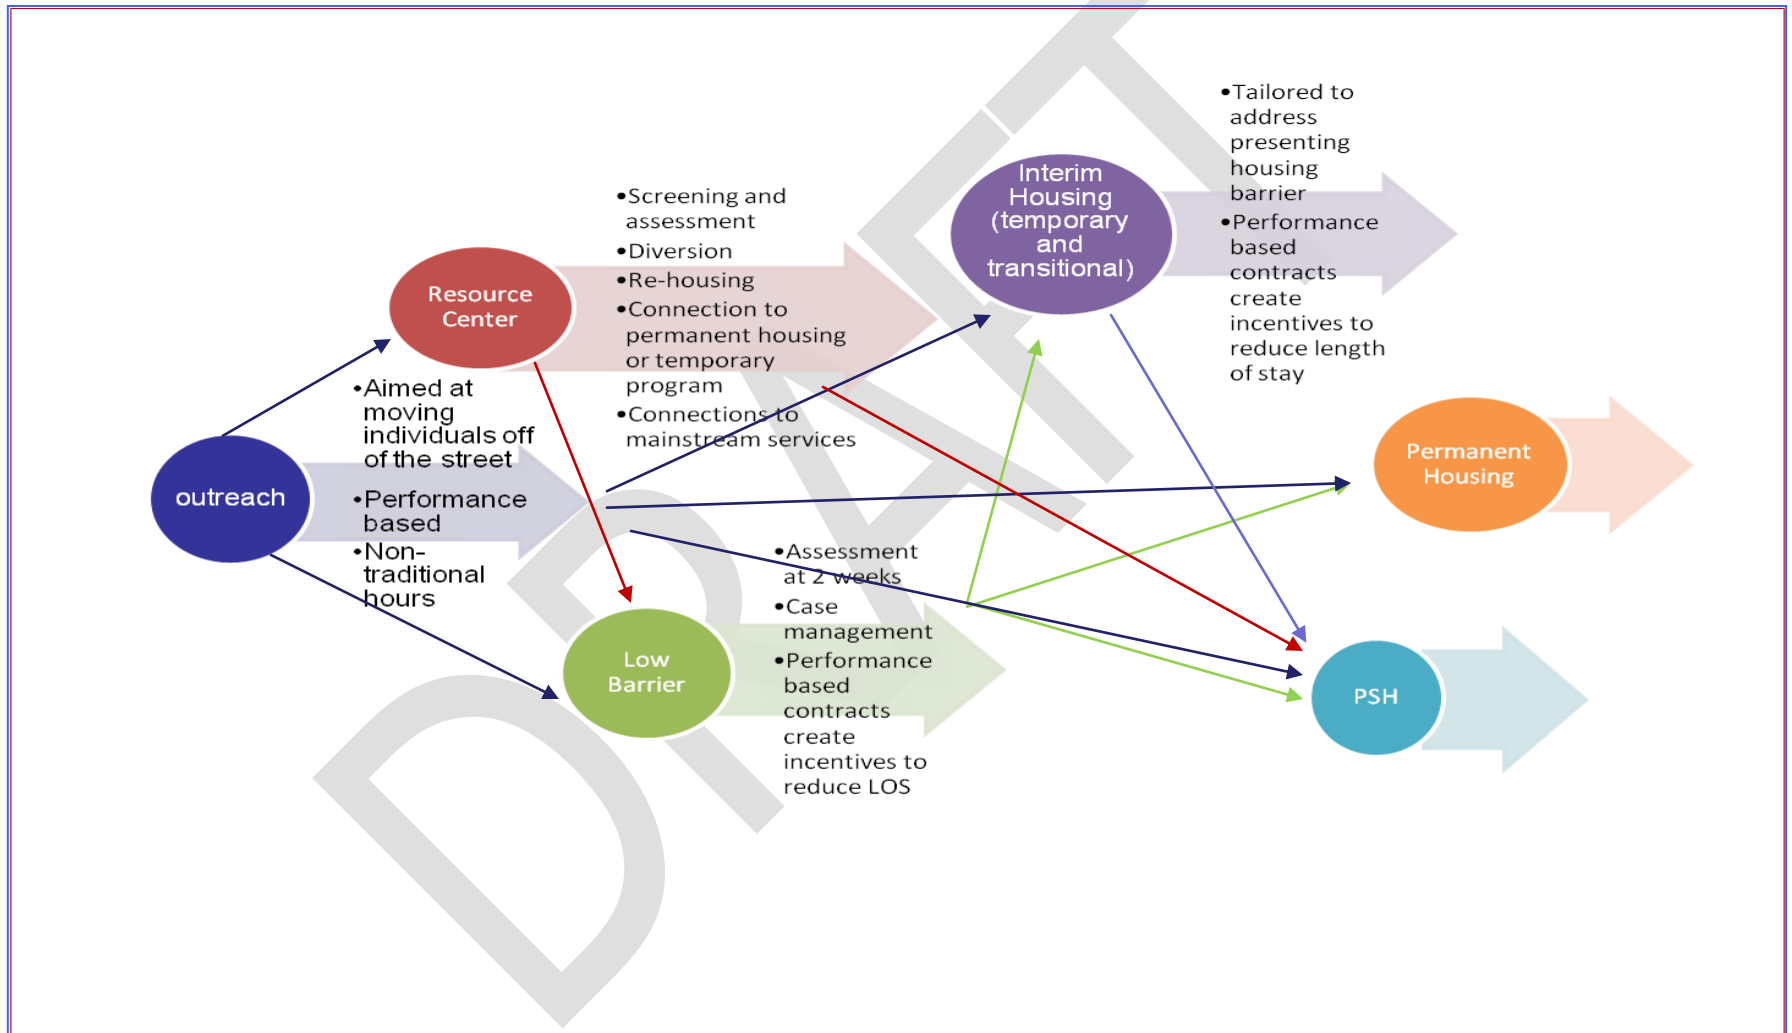 DRAFT
outreach
•Aimed at
moving
individuals off
of the street
•Performance
based
•Non-
traditional
hours
Resource
Center
•Screening and
assessment
•Diversion
•Re-housing
•Connection to
permanent housing
or temporary
program
•Connections to
mainstream services
Low
Barrier
•Assessment
at 2 weeks
•Case
management
•Performance
based
contracts
create
incentives to
reduce LOS
Interim
Housing
(temporary
and
transitional)
•Tailored to
address
presenting
housing
barrier
•Performance
based
contracts
create
incentives to
reduce length
of stay
Permanent
Housing
PSH